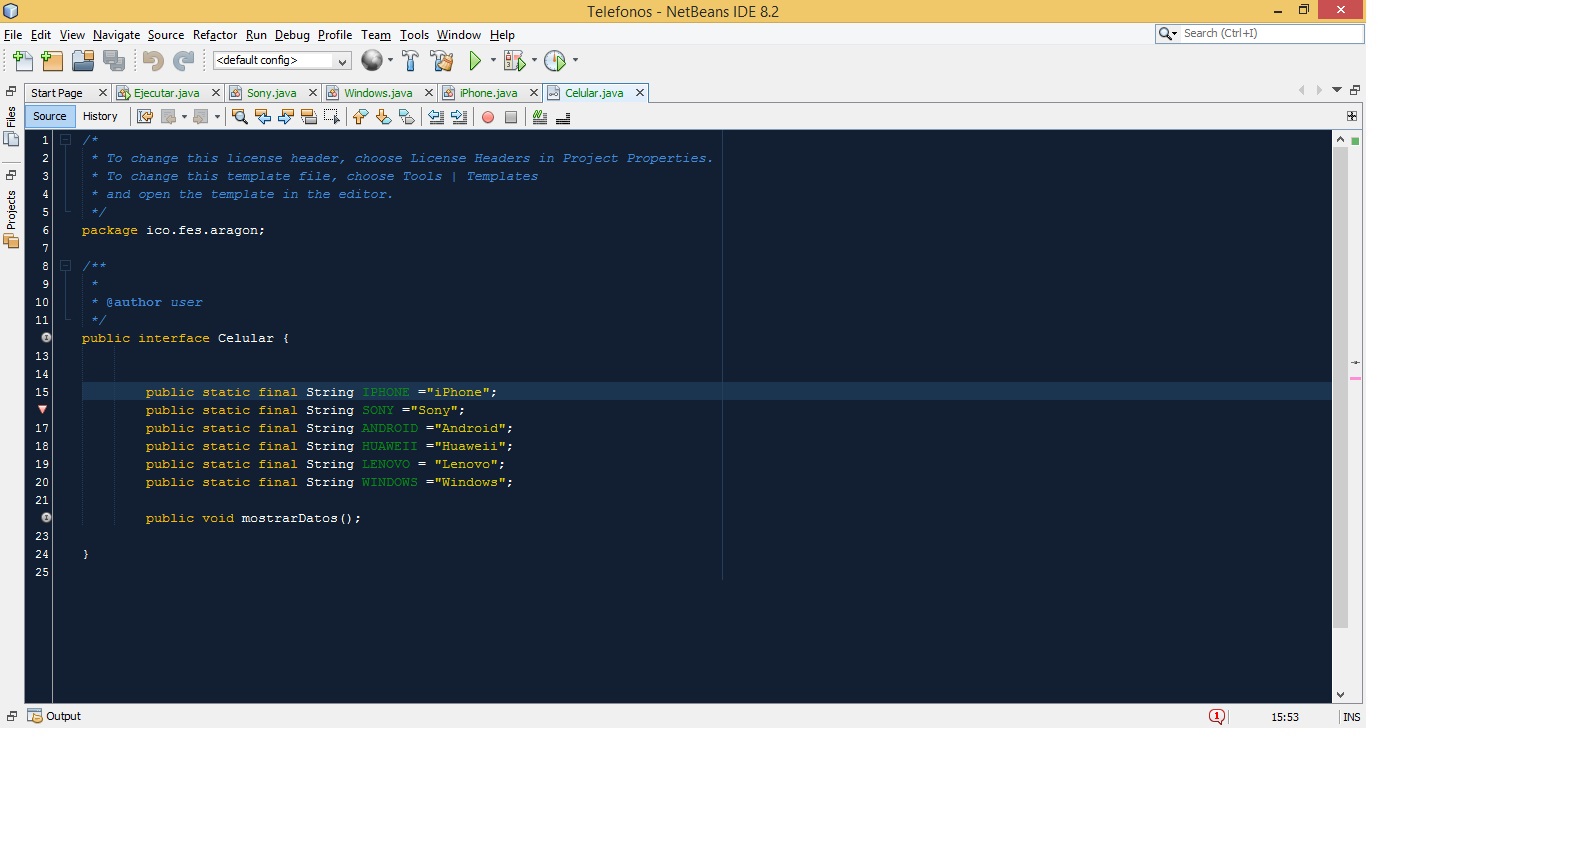 Telefonos - NetBeans IDE 8.2
File Edit View Navigate Source Refactor Run Debug Profile Team Tools Window Help
Search (Ctrl+I)
<default config>
Start Page Ejecutar.java Sony.java Windows.java iPhone.java Celular.java
Files
Projects
Source History
1 /*
2 * To change this license header, choose License Headers in Project Properties.
3 * To change this template file, choose Tools | Templates
4 * and open the template in the editor.
5 */
6 package ico.fes.aragon;
7
8 /**
9 *
10 * @author user
11 */
public interface Celular {
13
14
15 public static final String IPHONE ="iPhone";
public static final String SONY ="Sony";
17 public static final String ANDROID ="Android";
18 public static final String HUAWEII ="Huaweii";
19 public static final String LENOVO = "Lenovo";
20 public static final String WINDOWS ="Windows";
21
public void mostrarDatos();
23
24 }
25
Output
1
15:53
INS